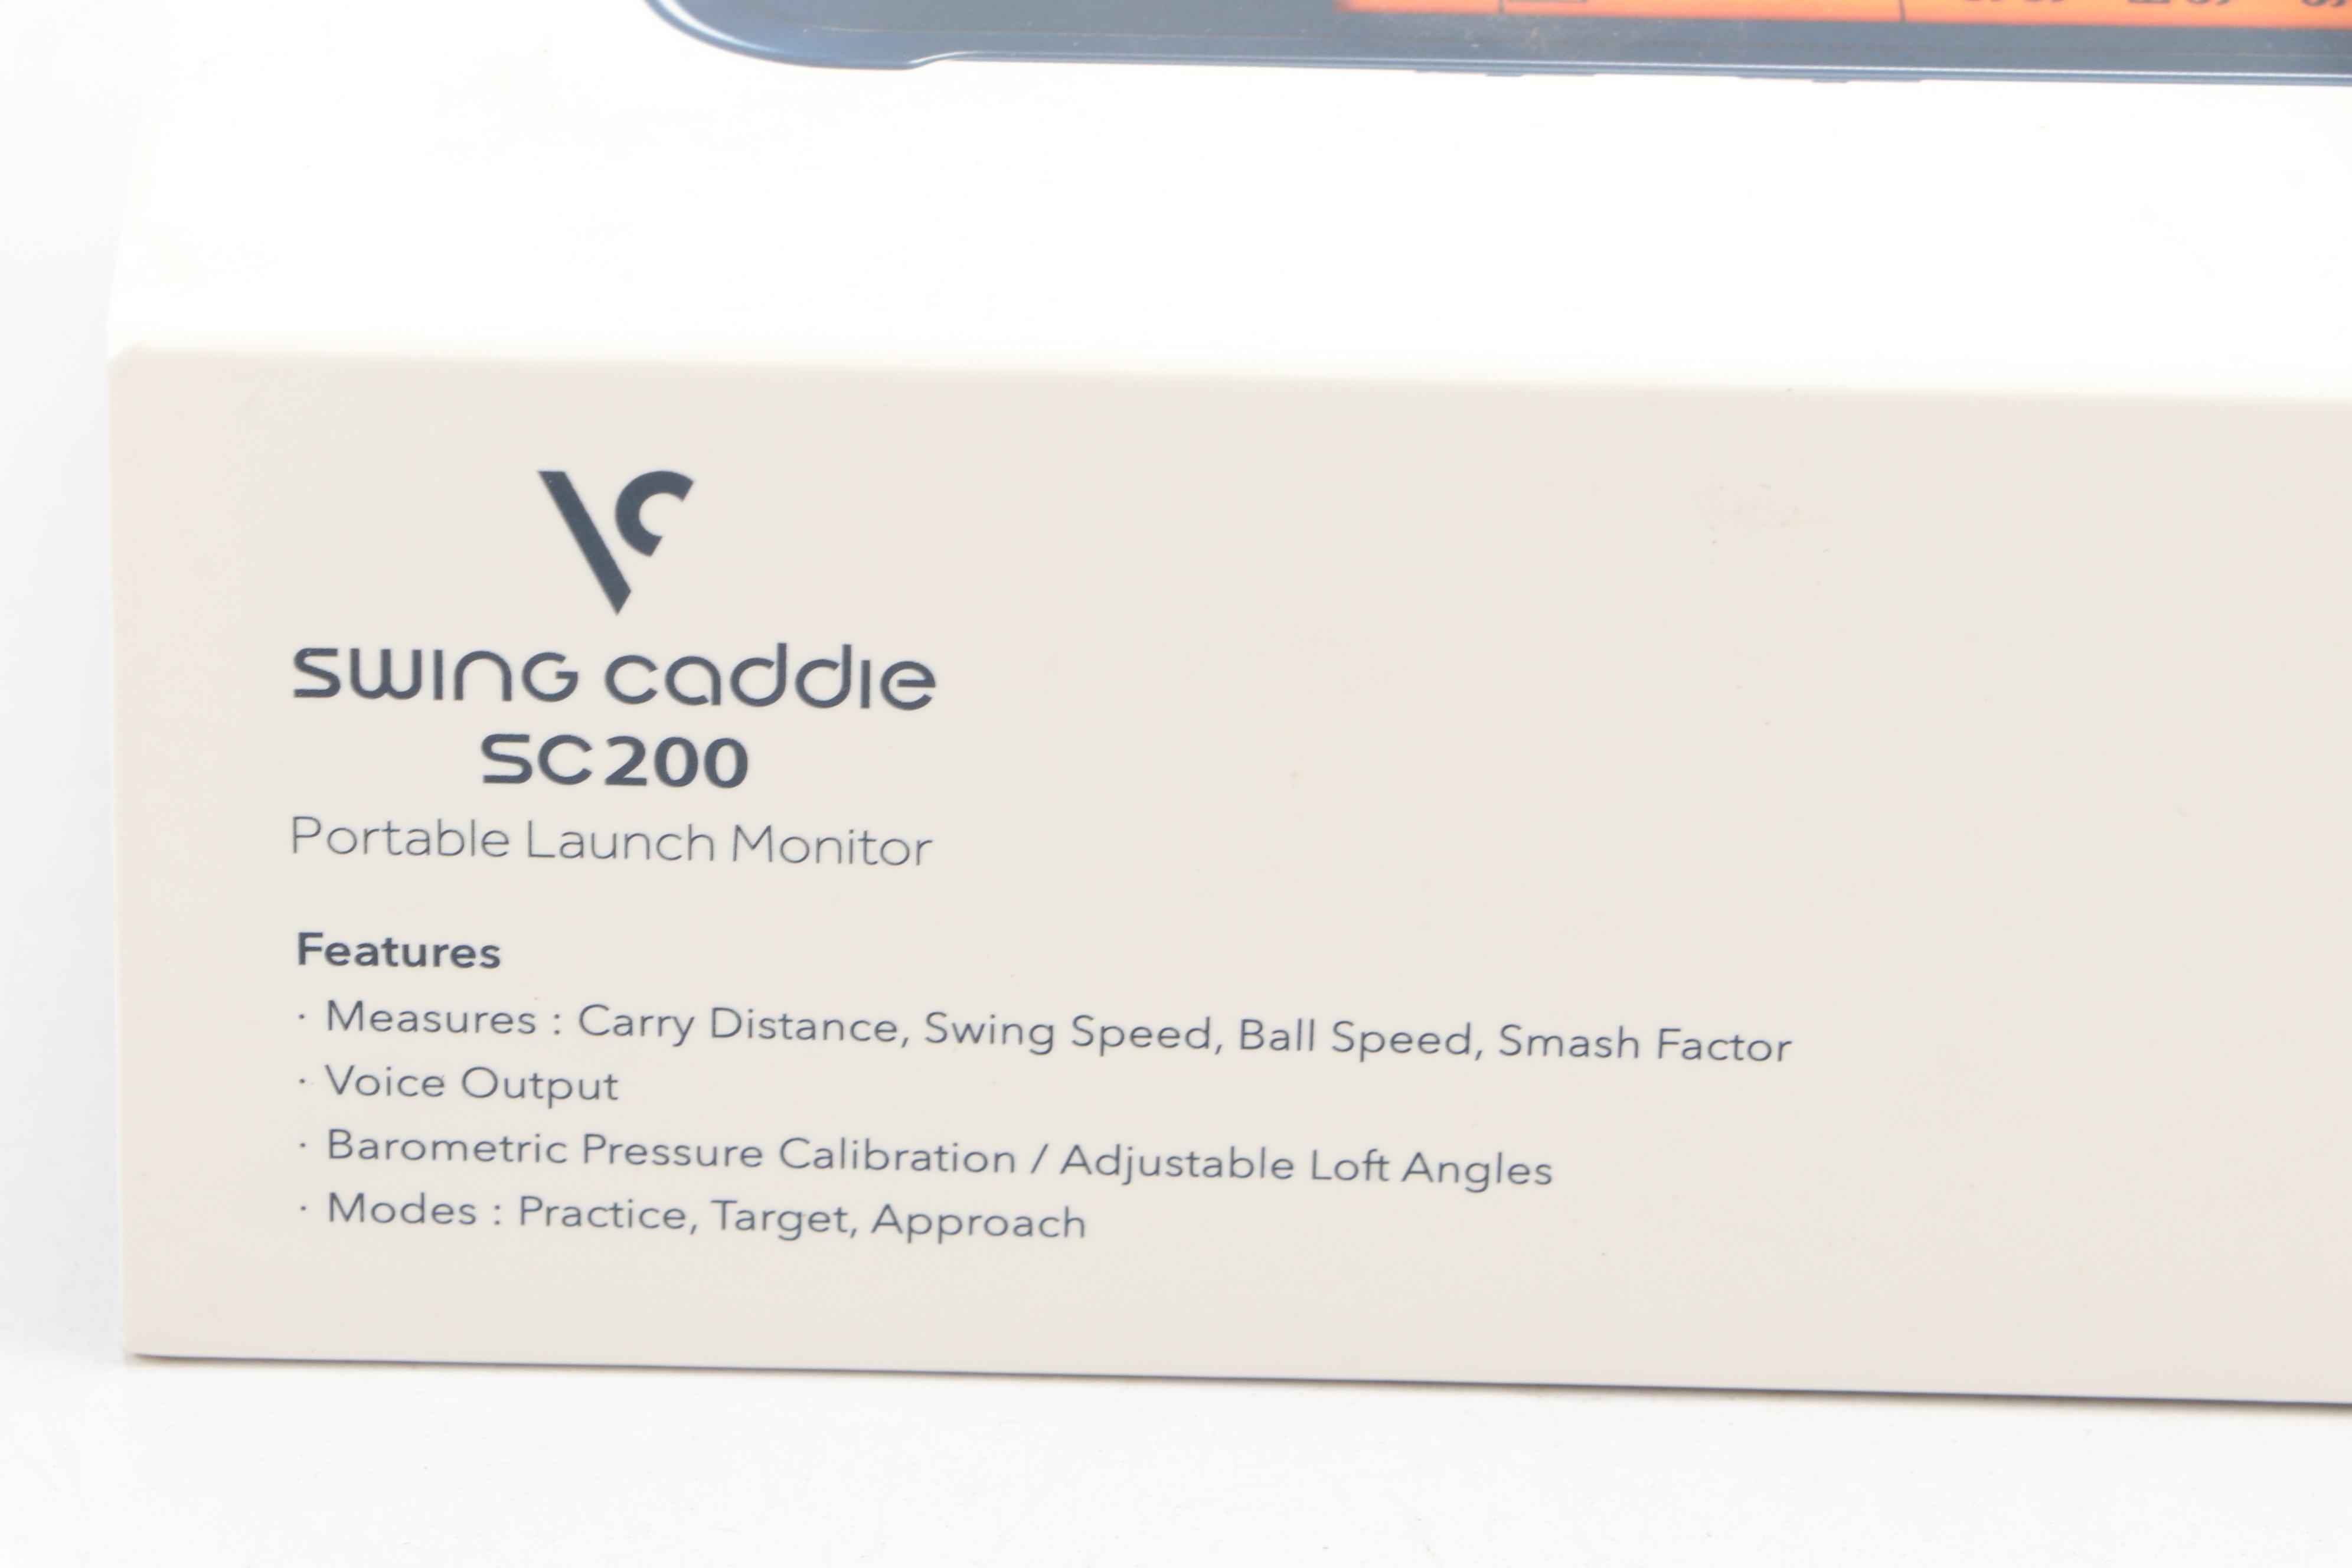 swing caddie
SC200
Portable Launch Monitor
Features
· Measures : Carry Distance, Swing Speed, Ball Speed, Smash Factor
· Voice Output
· Barometric Pressure Calibration / Adjustable Loft Angles
· Modes : Practice, Target, Approach